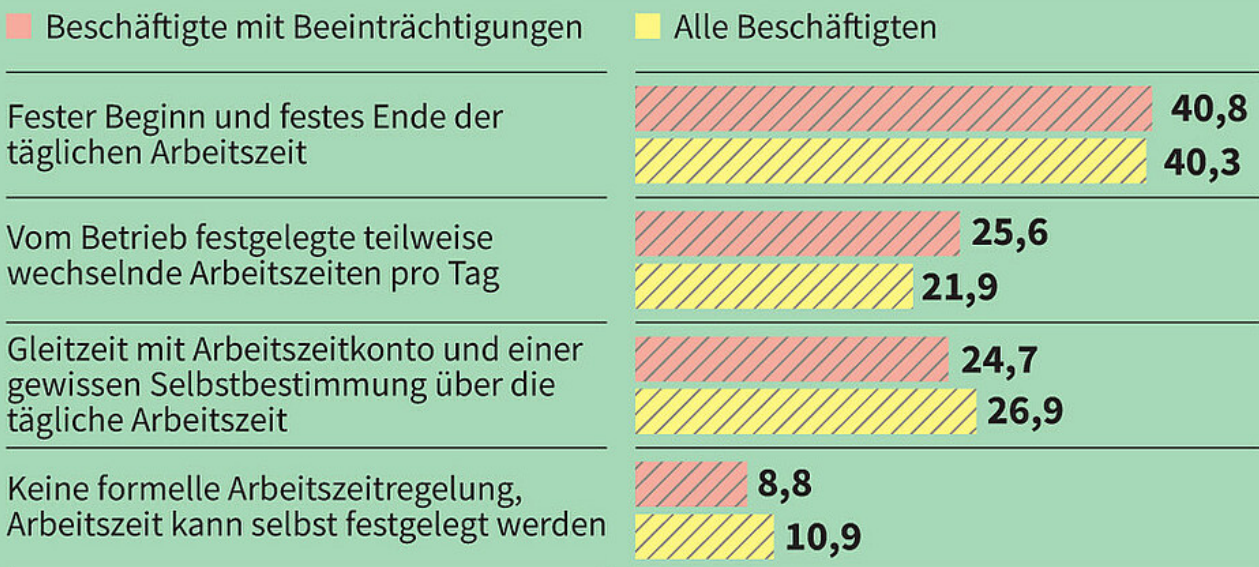 Beschäftigte mit Beeinträchtigungen
Alle Beschäftigten
Fester Beginn und festes Ende der
täglichen Arbeitszeit
40,8
40,3
Vom Betrieb festgelegte teilweise
wechselnde Arbeitszeiten pro Tag
25,6
21,9
Gleitzeit mit Arbeitszeitkonto und einer
gewissen Selbstbestimmung über die
tägliche Arbeitszeit
24,7
26,9
Keine formelle Arbeitszeitregelung,
Arbeitszeit kann selbst festgelegt werden
8,8
10,9